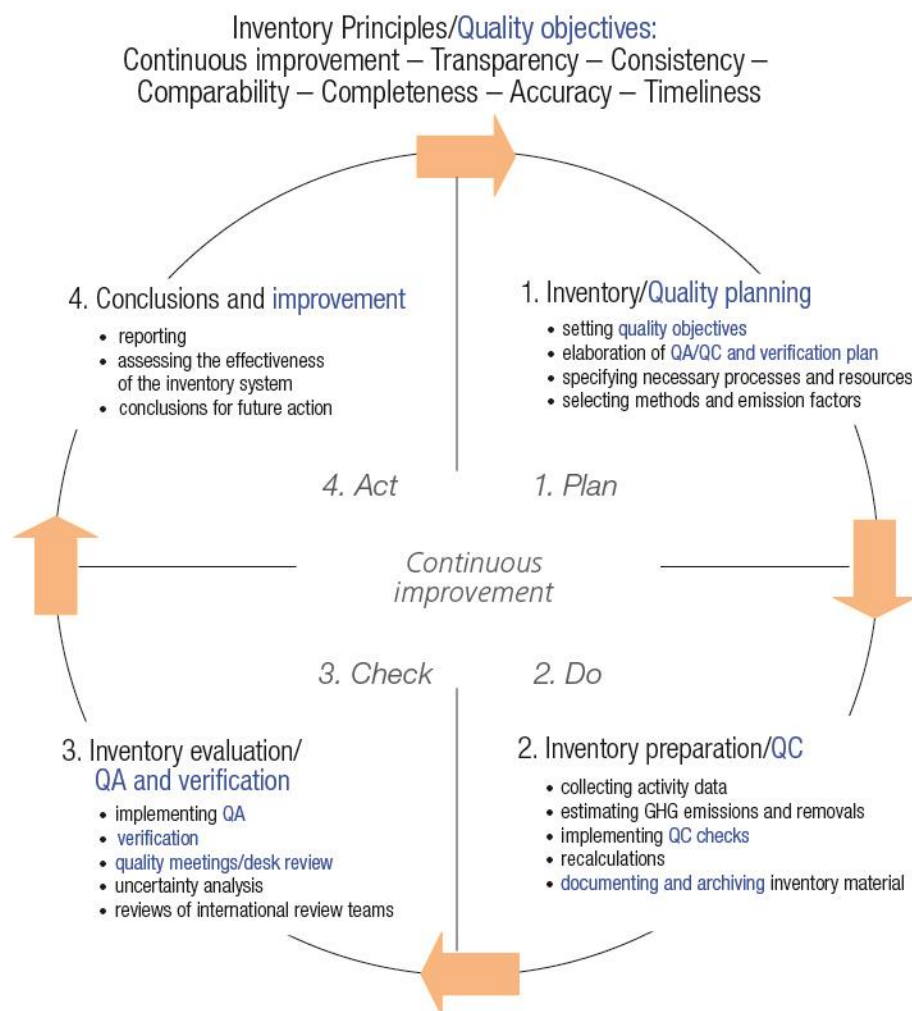 Inventory Principles/Quality objectives:
Continuous improvement – Transparency – Consistency –
Comparability – Completeness – Accuracy – Timeliness
4. Conclusions and improvement
• reporting
• assessing the effectiveness
of the inventory system
• conclusions for future action
1. Inventory/Quality planning
• setting quality objectives
• elaboration of QA/QC and verification plan
• specifying necessary processes and resources
• selecting methods and emission factors
4. Act
1. Plan
Continuous
improvement
3. Check
2. Do
3. Inventory evaluation/
QA and verification
• implementing QA
• verification
• quality meetings/desk review
• uncertainty analysis
• reviews of international review teams
2. Inventory preparation/QC
• collecting activity data
• estimating GHG emissions and removals
• implementing QC checks
• recalculations
• documenting and archiving inventory material